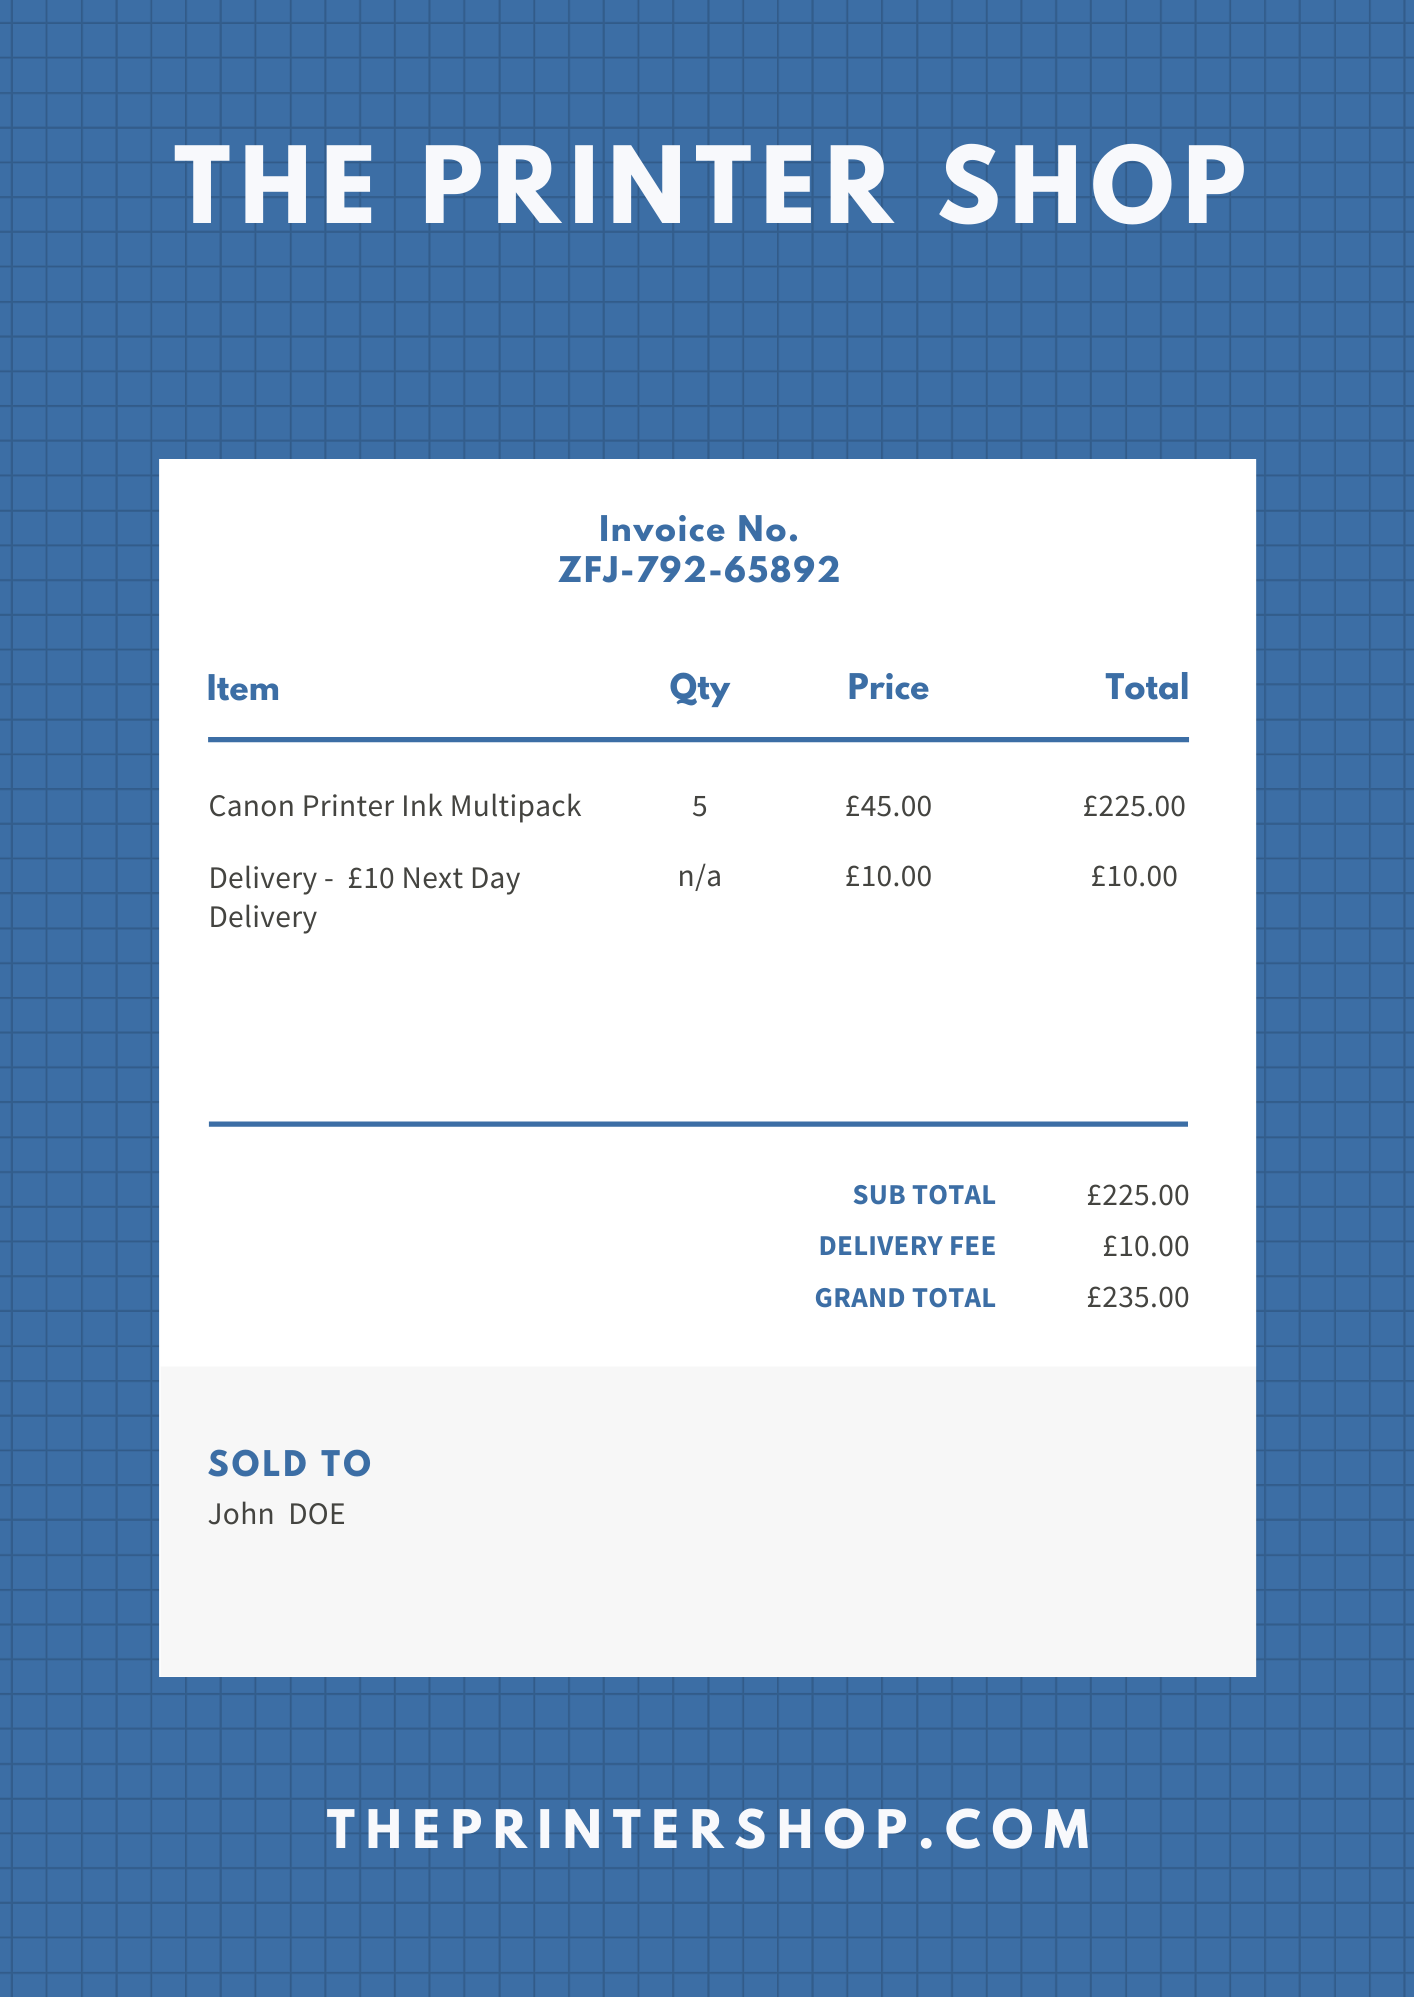 THE PRINTER SHOP
Invoice No.
ZFJ-792-65892
Item Qty Price Total
Canon Printer Ink Multipack 5 £45.00 £225.00
Delivery - £10 Next Day n/a £10.00 £10.00
Delivery
SUB TOTAL £225.00
DELIVERY FEE £10.00
GRAND TOTAL £235.00
SOLD TO
John DOE
THEPRINTERSHOP.COM